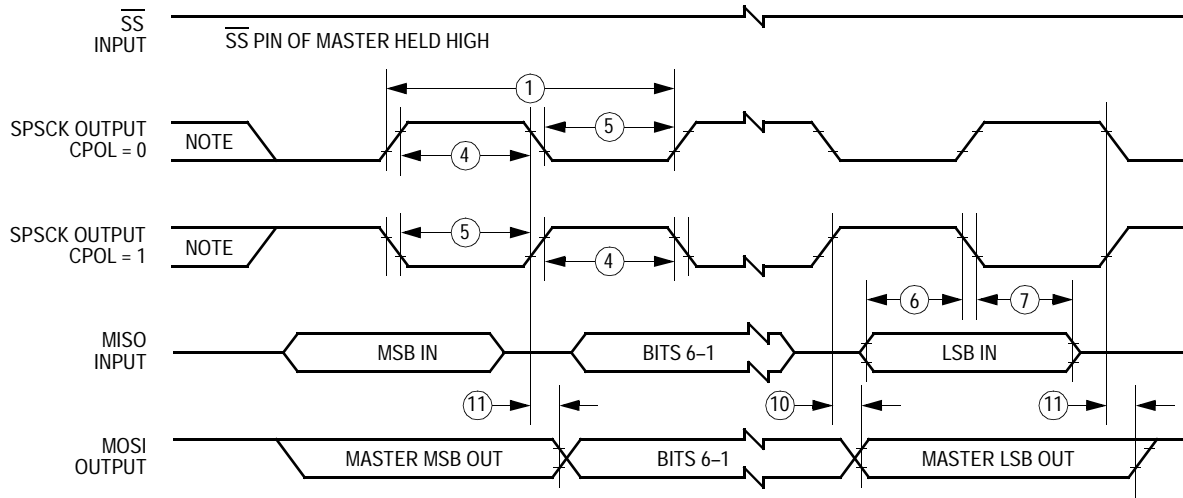 SS
INPUT
SS PIN OF MASTER HELD HIGH
1
SPSCK OUTPUT
CPOL = 0
NOTE
5
4
SPSCK OUTPUT
CPOL = 1
NOTE
5
4
6
7
MISO
INPUT
MSB IN
BITS 6–1
LSB IN
11
10
11
MOSI
OUTPUT
MASTER MSB OUT
BITS 6–1
MASTER LSB OUT